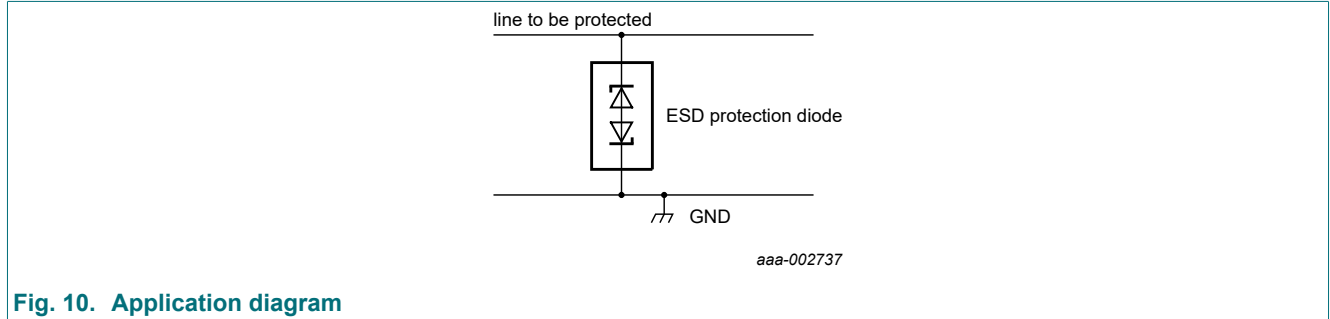 line to be protected
ESD protection diode
GND
aaa-002737
Fig. 10. Application diagram